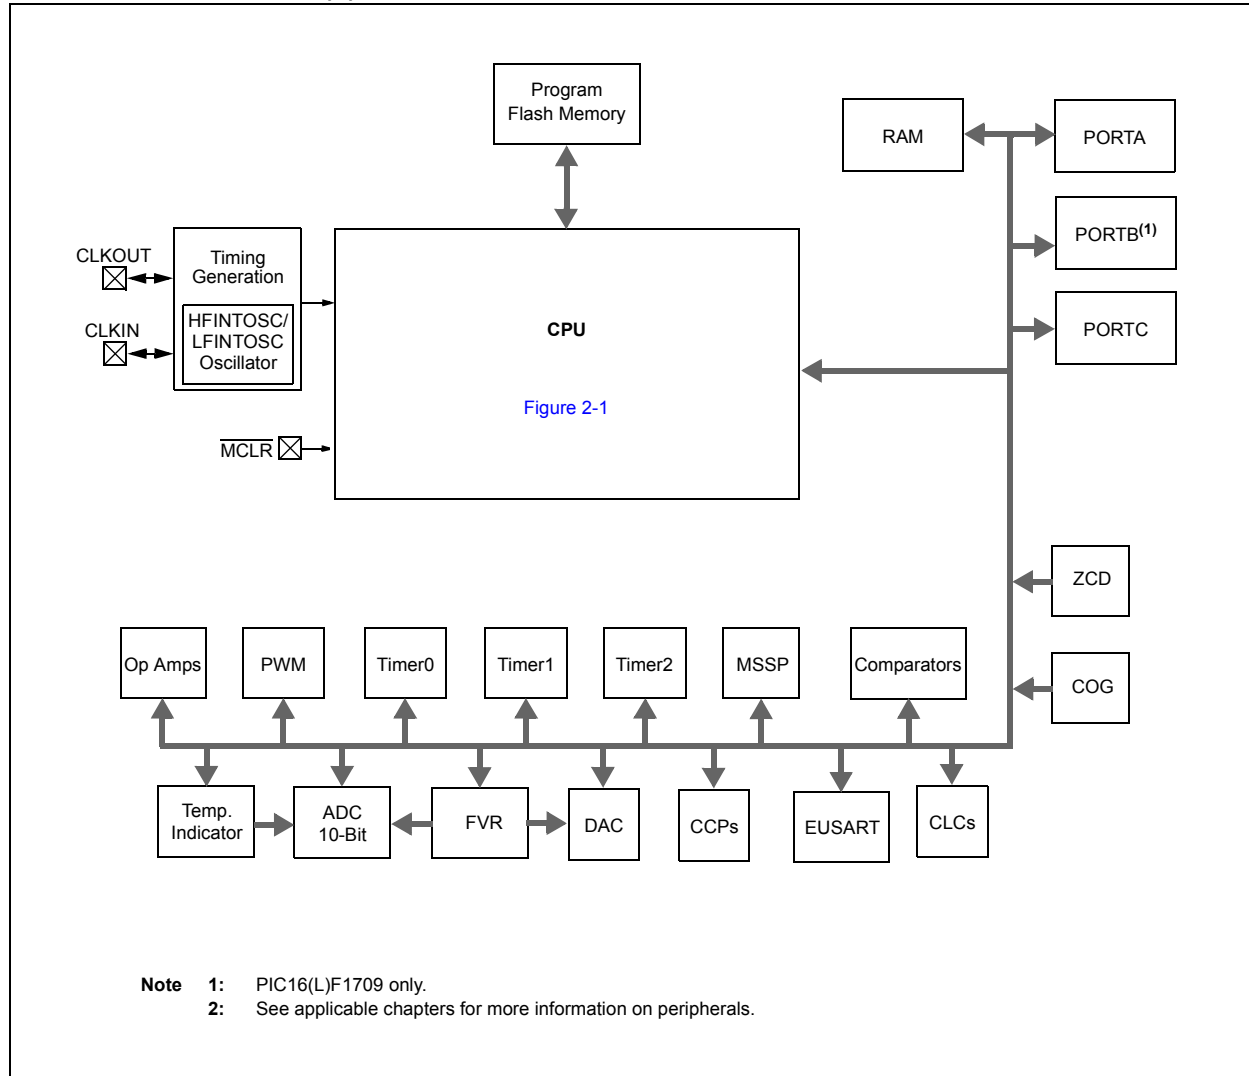 Program
Flash Memory
RAM
PORTA
PORTB(1)
PORTC
CLKOUT
CLKIN
Timing
Generation
HFINTOSC/
LFINTOSC
Oscillator
MCLR
CPU
Figure 2-1
ZCD
COG
Op Amps
PWM
Timer0
Timer1
Timer2
MSSP
Comparators
Temp.
Indicator
ADC
10-Bit
FVR
DAC
CCPs
EUSART
CLCs
Note 1: PIC16(L)F1709 only.
2: See applicable chapters for more information on peripherals.